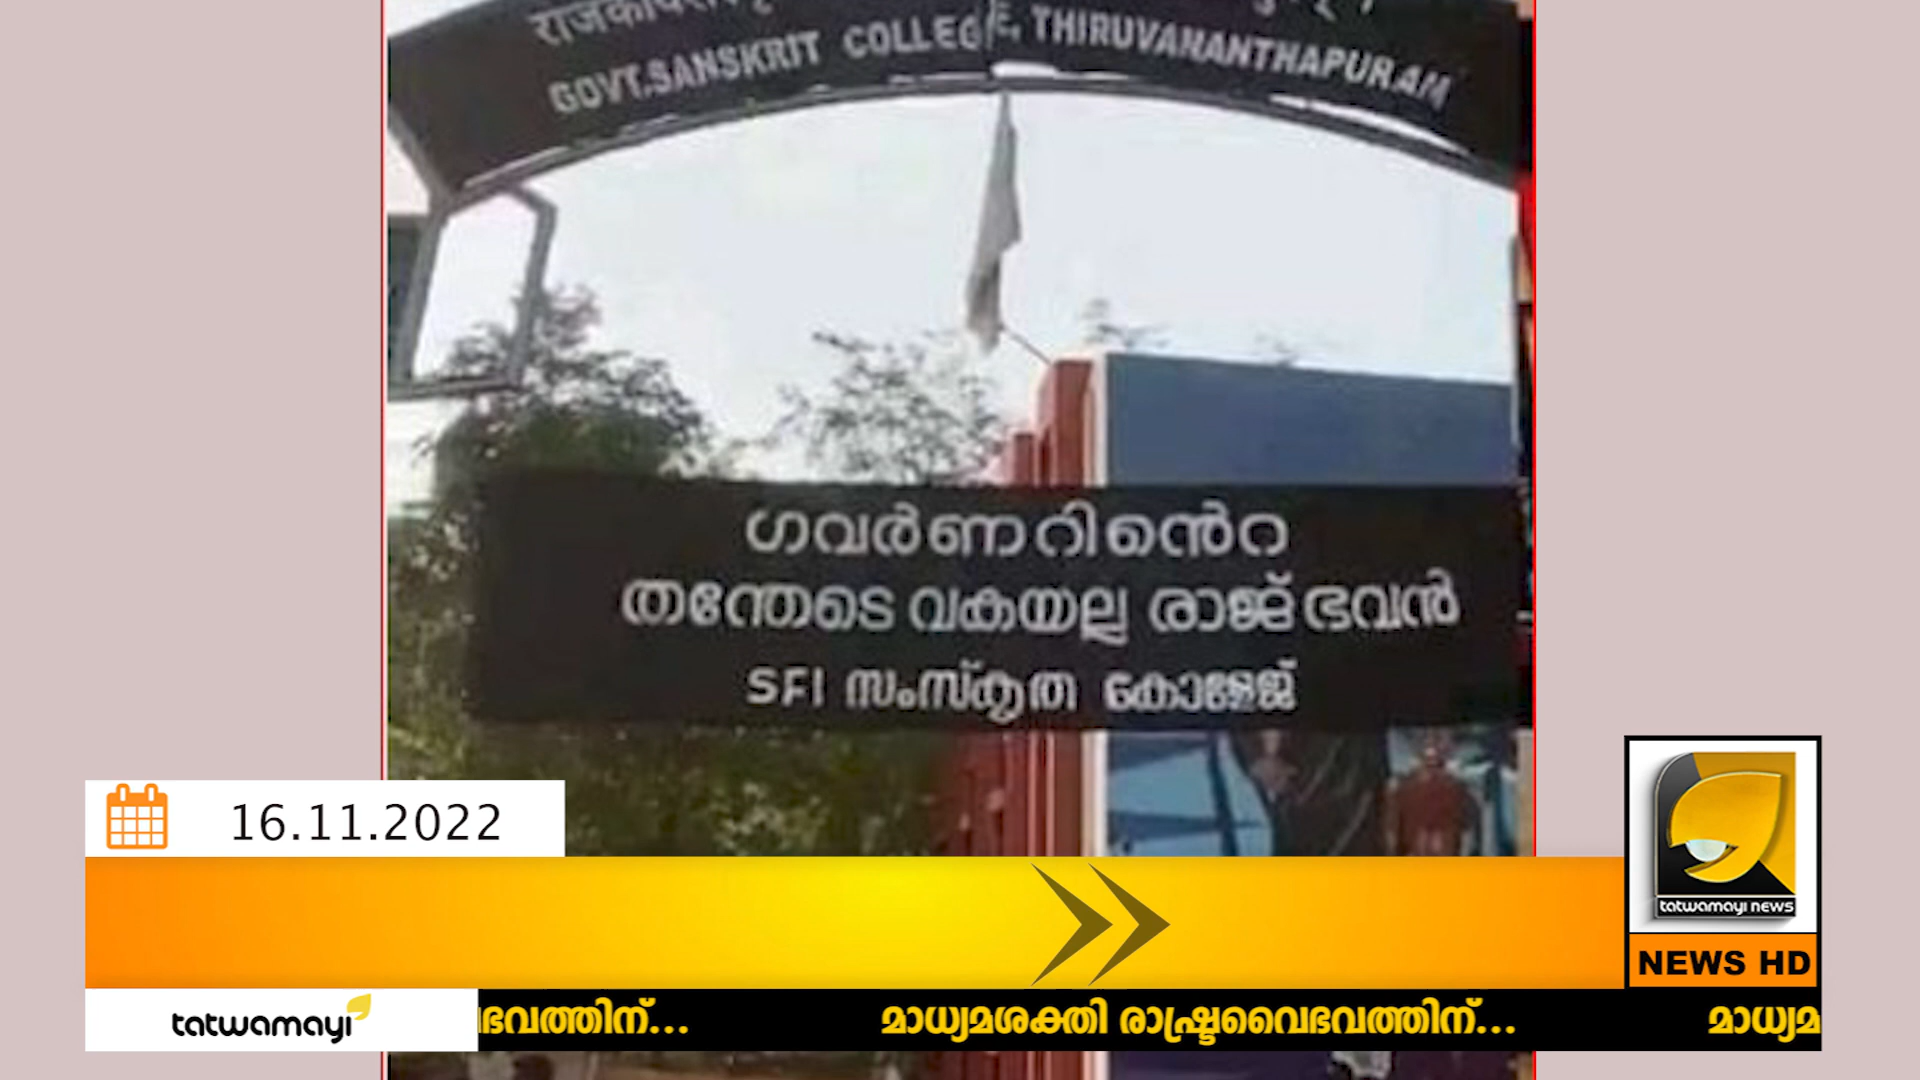 GOVT.SANSKRIT COLLEGE, THIRUVANANTHAPURAM
ഗവർണറിൻെറ
തന്തേടെ വകയല്ല രാജ് ഭവൻ
SFI സംസ്കൃത കോളേജ്
16.11.2022
tatwamayi news
NEWS HD
tatwamayi
ഭവത്തിന്... മാധ്യമശക്തി രാഷ്ട്രവൈഭവത്തിന്... മാധ്യമ